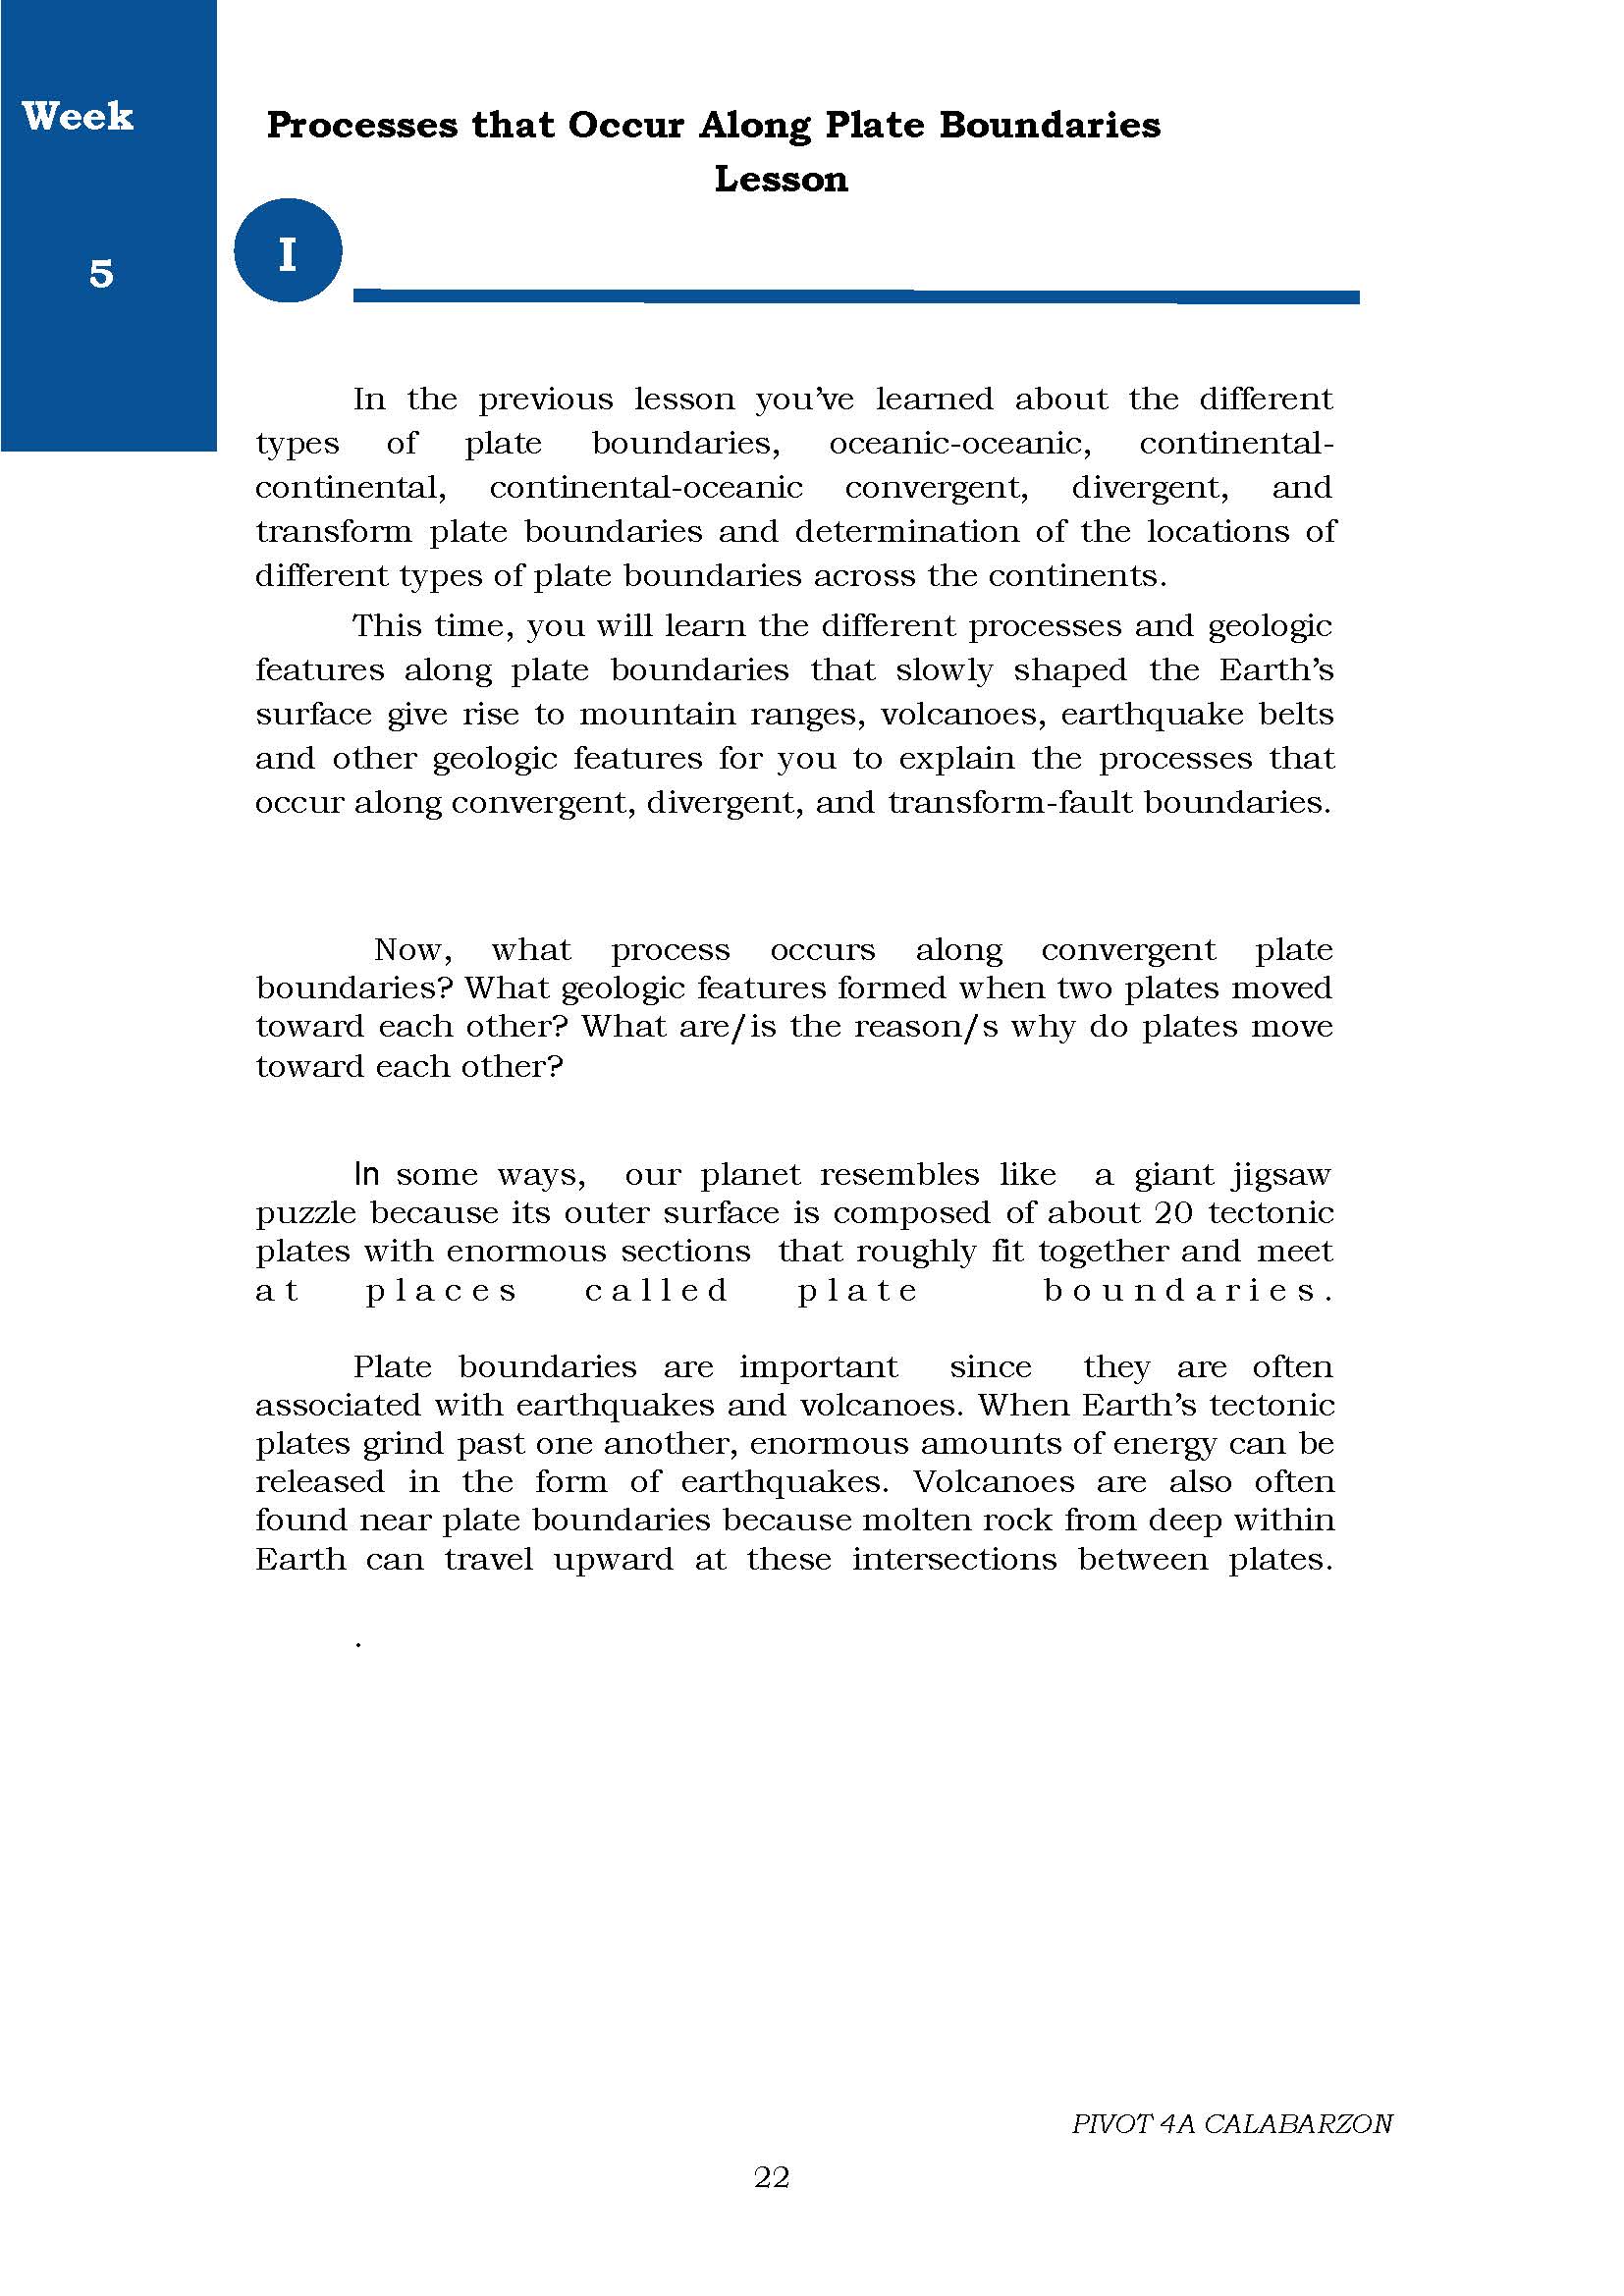 Week
5
Processes that Occur Along Plate Boundaries
Lesson
I
In the previous lesson you’ve learned about the different
types of plate boundaries, oceanic-oceanic, continental-
continental, continental-oceanic convergent, divergent, and
transform plate boundaries and determination of the locations of
different types of plate boundaries across the continents.
This time, you will learn the different processes and geologic
features along plate boundaries that slowly shaped the Earth’s
surface give rise to mountain ranges, volcanoes, earthquake belts
and other geologic features for you to explain the processes that
occur along convergent, divergent, and transform-fault boundaries.
Now, what process occurs along convergent plate
boundaries? What geologic features formed when two plates moved
toward each other? What are/is the reason/s why do plates move
toward each other?
In some ways, our planet resembles like a giant jigsaw
puzzle because its outer surface is composed of about 20 tectonic
plates with enormous sections that roughly fit together and meet
at places called plate boundaries.
Plate boundaries are important since they are often
associated with earthquakes and volcanoes. When Earth’s tectonic
plates grind past one another, enormous amounts of energy can be
released in the form of earthquakes. Volcanoes are also often
found near plate boundaries because molten rock from deep within
Earth can travel upward at these intersections between plates.
.
PIVOT 4A CALABARZON
22